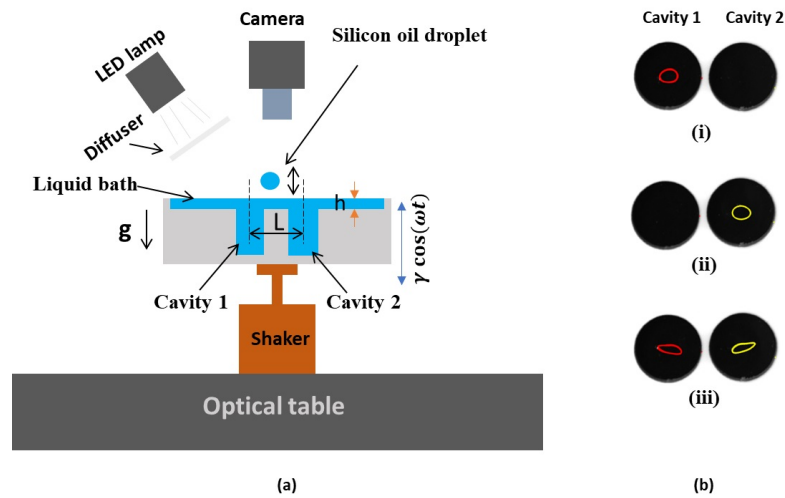 Camera
Silicon oil droplet
LED lamp
Diffuser
Liquid bath
h
g
L
γ cos(ωt)
Cavity 1
Cavity 2
Shaker
Optical table
(a)
Cavity 1
Cavity 2
(i)
(ii)
(iii)
(b)